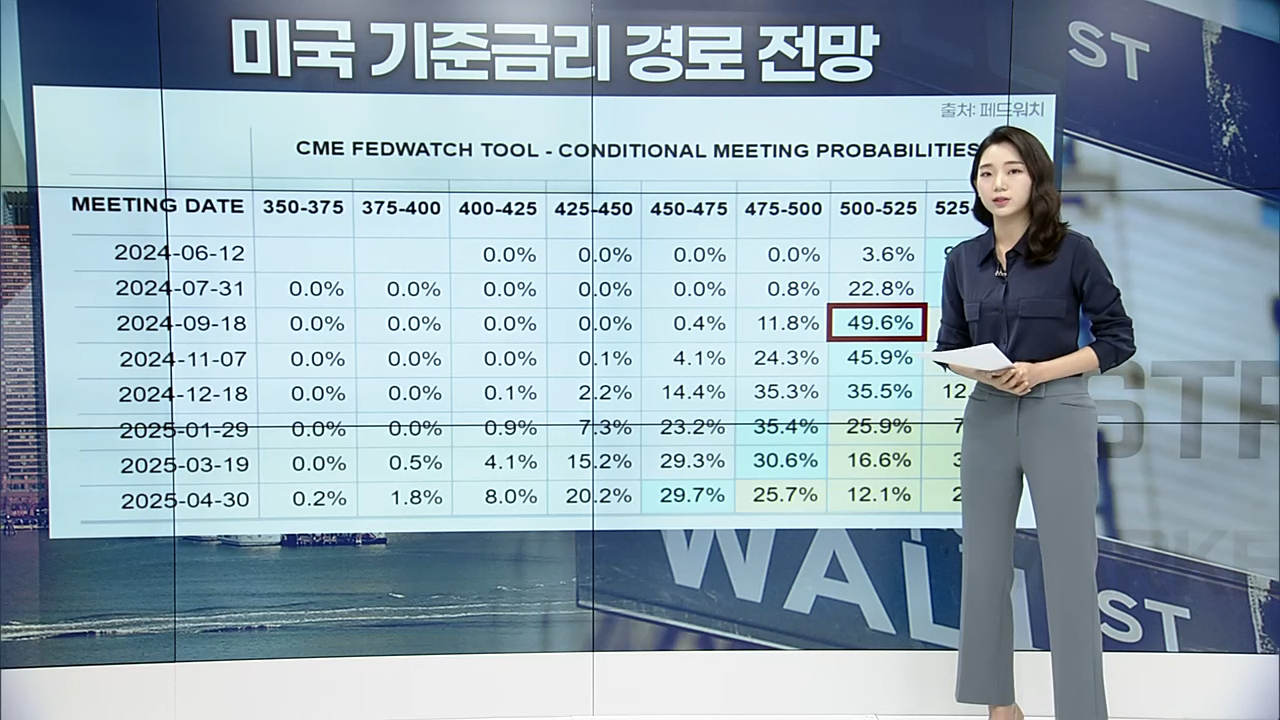 미국 기준금리 경로 전망
출처: 페드워치
CME FEDWATCH TOOL - CONDITIONAL MEETING PROBABILITIES
MEETING DATE 350-375 375-400 400-425 425-450 450-475 475-500 500-525 525
2024-06-12 0.0% 0.0% 0.0% 0.0% 3.6%
2024-07-31 0.0% 0.0% 0.0% 0.0% 0.0% 0.8% 22.8%
2024-09-18 0.0% 0.0% 0.0% 0.0% 0.4% 11.8% 49.6%
2024-11-07 0.0% 0.0% 0.0% 0.1% 4.1% 24.3% 45.9%
2024-12-18 0.0% 0.0% 0.1% 2.2% 14.4% 35.3% 35.5% 12.
2025-01-29 0.0% 0.0% 0.9% 7.3% 23.2% 35.4% 25.9% 7
2025-03-19 0.0% 0.5% 4.1% 15.2% 29.3% 30.6% 16.6% 3
2025-04-30 0.2% 1.8% 8.0% 20.2% 29.7% 25.7% 12.1% 2
ST
STR
WALL ST